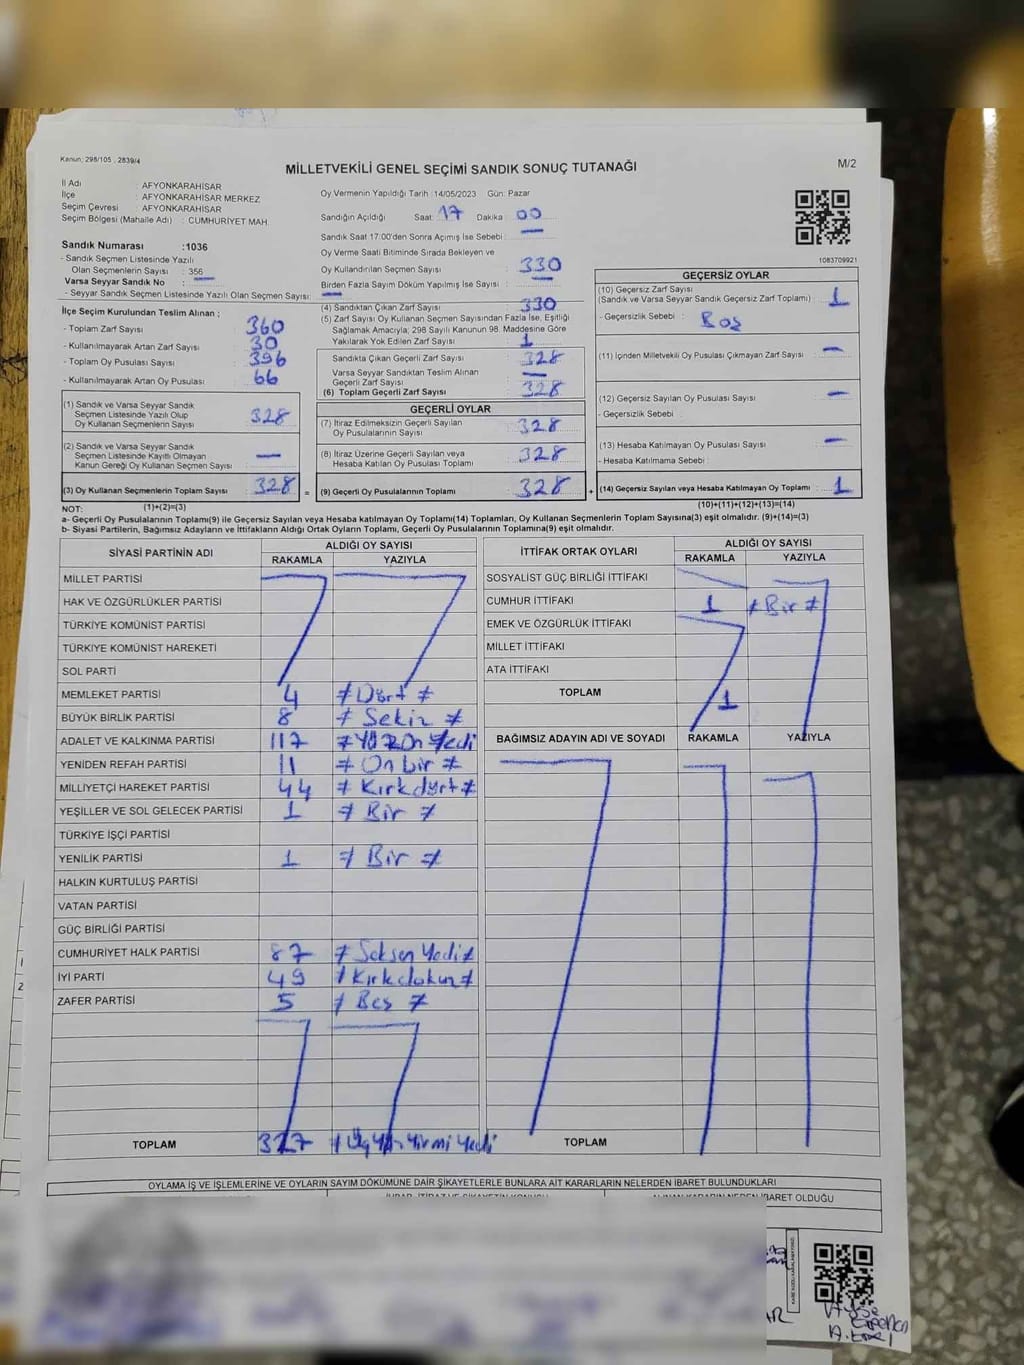 Kanun; 298/105 , 2839/4
MİLLETVEKİLİ GENEL SEÇİMİ SANDIK SONUÇ TUTANAĞI
M/2
İl Adı : AFYONKARAHİSAR
İlçe : AFYONKARAHİSAR MERKEZ
Seçim Çevresi : AFYONKARAHİSAR
Seçim Bölgesi (Mahalle Adı) : CUMHURİYET MAH.
Sandık Numarası :1036
- Sandık Seçmen Listesinde Yazılı
Olan Seçmenlerin Sayısı : 356
Varsa Seyyar Sandık No
- Seyyar Sandık Seçmen Listesinde Yazılı Olan Seçmen Sayısı:
Oy Vermenin Yapıldığı Tarih :14/05/2023 Gün: Pazar
Sandığın Açıldığı Saat: 17 Dakika : 00
Sandık Saat 17:00'den Sonra Açımış İse Sebebi :
Oy Verme Saati Bitiminde Sırada Bekleyen ve
Oy Kullandırılan Seçmen Sayısı : 330
Birden Fazla Sayım Döküm Yapılmış İse Sayısı :
1083709921
İlçe Seçim Kurulundan Teslim Alınan ;
- Toplam Zarf Sayısı : 360
- Kullanılmayarak Artan Zarf Sayısı : 30
- Toplam Oy Pusulası Sayısı : 396
- Kullanılmayarak Artan Oy Pusulası : 66
(1) Sandık ve Varsa Seyyar Sandık
Seçmen Listesinde Yazılı Olup
Oy Kullanan Seçmenlerin Sayısı : 328
(2) Sandık ve Varsa Seyyar Sandık
Seçmen Listesinde Kayıtlı Olmayan
Kanun Gereği Oy Kullanan Seçmen Sayısı :
(3) Oy Kullanan Seçmenlerin Toplam Sayısı : 328 =
(4) Sandıktan Çıkan Zarf Sayısı : 330
(5) Zarf Sayısı Oy Kullanan Seçmen Sayısından Fazla İse, Eşitliği
Sağlamak Amacıyla; 298 Sayılı Kanunun 98. Maddesine Göre
Yakılarak Yok Edilen Zarf Sayısı : 1
Sandıkta Çıkan Geçerli Zarf Sayısı : 328
Varsa Seyyar Sandıktan Teslim Alınan
Geçerli Zarf Sayısı :
(6) Toplam Geçerli Zarf Sayısı : 328
GEÇERLİ OYLAR
(7) İtiraz Edilmeksizin Geçerli Sayılan
Oy Pusulalarının Sayısı : 328
(8) İtiraz Üzerine Geçerli Sayılan veya
Hesaba Katılan Oy Pusulası Toplamı : 328
(9) Geçerli Oy Pusulalarının Toplamı : 328 +
GEÇERSİZ OYLAR
(10) Geçersiz Zarf Sayısı
(Sandık ve Varsa Seyyar Sandık Geçersiz Zarf Toplamı) : 1
- Geçersizlik Sebebi : Boş
(11) İçinden Milletvekili Oy Pusulası Çıkmayan Zarf Sayısı :
(12) Geçersiz Sayılan Oy Pusulası Sayısı :
- Geçersizlik Sebebi :
(13) Hesaba Katılmayan Oy Pusulası Sayısı :
- Hesaba Katılmama Sebebi :
(14) Geçersiz Sayılan veya Hesaba Katılmayan Oy Toplamı : 1
NOT: (1)+(2)=(3) (10)+(11)+(12)+(13)=(14)
a- Geçerli Oy Pusulalarının Toplamı(9) ile Geçersiz Sayılan veya Hesaba Katılmayan Oy Toplamı(14) Toplamları, Oy Kullanan Seçmenlerin Toplam Sayısına(3) eşit olmalıdır. (9)+(14)=(3)
b- Siyasi Partilerin, Bağımsız Adayların ve İttifakların Aldığı Ortak Oyların Toplamı, Geçerli Oy Pusulalarının Toplamına(9) eşit olmalıdır.
SİYASİ PARTİNİN ADI ALDIĞI OY SAYISI
RAKAMLA YAZIYLA
MİLLET PARTİSİ
HAK VE ÖZGÜRLÜKLER PARTİSİ
TÜRKİYE KOMÜNİST PARTİSİ
TÜRKİYE KOMÜNİST HAREKETİ
SOL PARTİ
MEMLEKET PARTİSİ 4 ≠ Dört ≠
BÜYÜK BİRLİK PARTİSİ 8 ≠ Sekiz ≠
ADALET VE KALKINMA PARTİSİ 117 ≠ Yüz On Yedi
YENİDEN REFAH PARTİSİ 11 ≠ On bir ≠
MİLLİYETÇİ HAREKET PARTİSİ 44 ≠ Kırkdört ≠
YEŞİLLER VE SOL GELECEK PARTİSİ 1 ≠ Bir ≠
TÜRKİYE İŞÇİ PARTİSİ
YENİLİK PARTİSİ 1 ≠ Bir ≠
HALKIN KURTULUŞ PARTİSİ
VATAN PARTİSİ
GÜÇ BİRLİĞİ PARTİSİ
CUMHURİYET HALK PARTİSİ 87 ≠ Seksen Yedi ≠
İYİ PARTİ 49 ≠ Kırkdokuz ≠
ZAFER PARTİSİ 5 ≠ Beş ≠
TOPLAM 327 ≠ Üç Yüz Yirmi Yedi
İTTİFAK ORTAK OYLARI ALDIĞI OY SAYISI
RAKAMLA YAZIYLA
SOSYALİST GÜÇ BİRLİĞİ İTTİFAKI
CUMHUR İTTİFAKI 1 ≠ Bir ≠
EMEK VE ÖZGÜRLÜK İTTİFAKI
MİLLET İTTİFAKI
ATA İTTİFAKI
TOPLAM 1
BAĞIMSIZ ADAYIN ADI VE SOYADI RAKAMLA YAZIYLA
TOPLAM
OYLAMA İŞ VE İŞLEMLERİNE VE OYLARIN SAYIM DÖKÜMÜNE DAİR ŞİKAYETLERLE BUNLARA AİT KARARLARIN NELERDEN İBARET BULUNDUKLARI
İBARET OLDUĞU